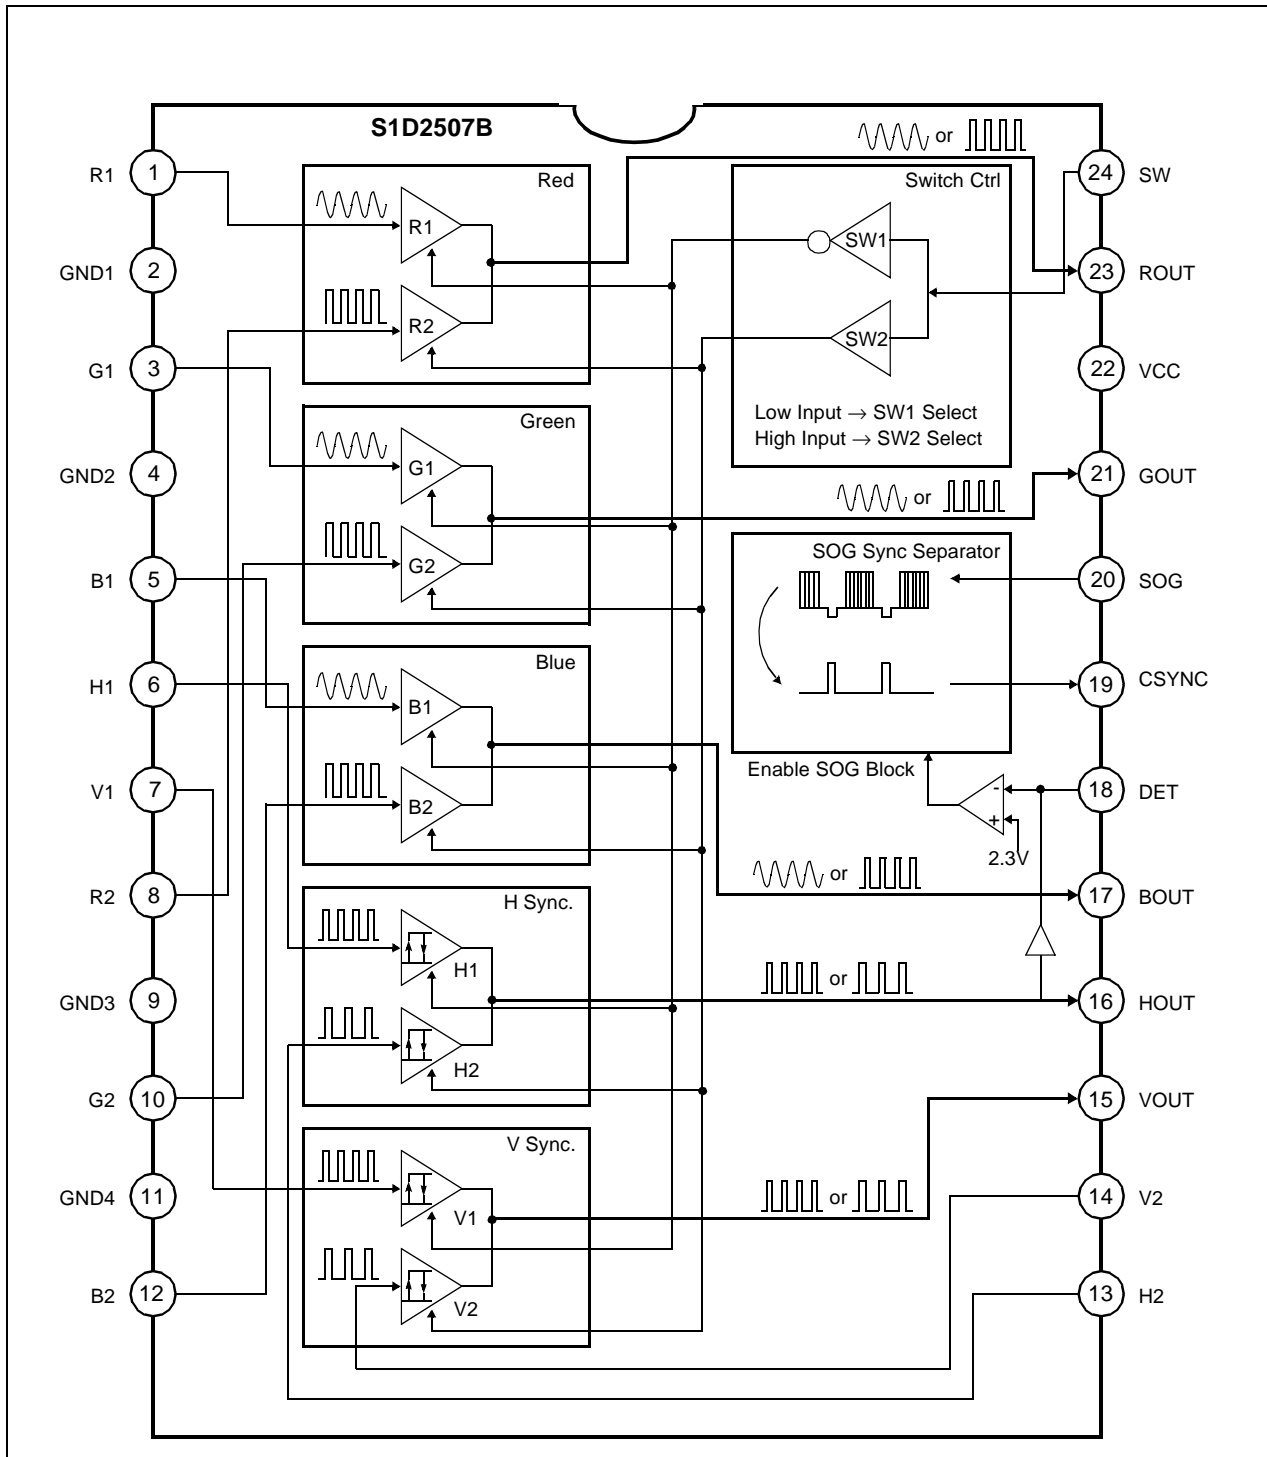 S1D2507B
R1
1
GND1
2
G1
3
GND2
4
B1
5
H1
6
V1
7
R2
8
GND3
9
G2
10
GND4
11
B2
12
Red
R1
R2
Green
G1
G2
Blue
B1
B2
H Sync.
H1
H2
V Sync.
V1
V2
or
Switch Ctrl
SW1
SW2
Low Input → SW1 Select
High Input → SW2 Select
or
SOG Sync Separator
Enable SOG Block
-
+
2.3V
or
or
or
24
SW
23
ROUT
22
VCC
21
GOUT
20
SOG
19
CSYNC
18
DET
17
BOUT
16
HOUT
15
VOUT
14
V2
13
H2